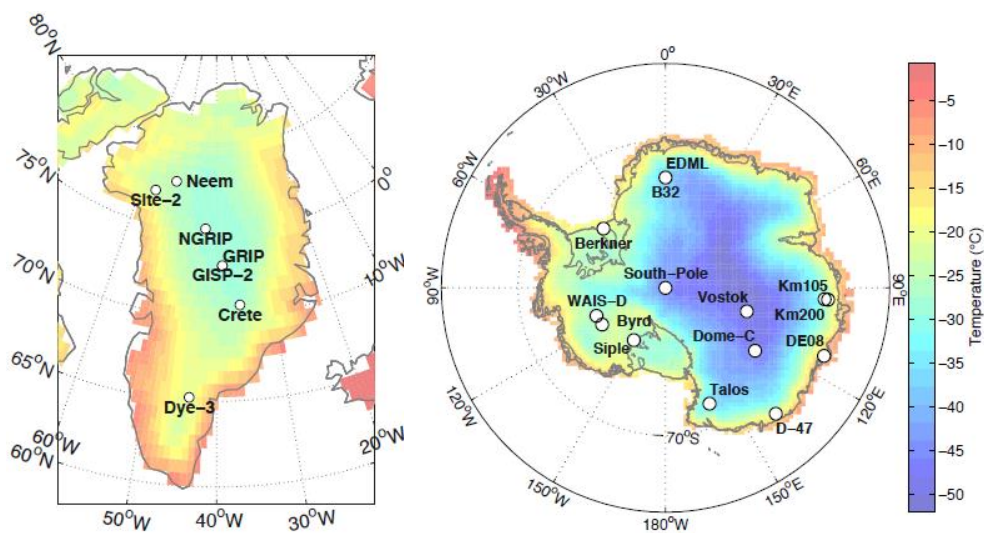 80°N
75°N
70°N
65°N
60°N
60°W
50°W
40°W
30°W
20°W
10°W
0°
Neem
Site-2
NGRIP
GRIP
GISP-2
Crete
Dye-3
0°
30°W
30°E
60°W
60°E
90°W
90°E
120°W
120°E
150°W
150°E
180°W
-70°S
EDML
B32
Berkner
South-Pole
WAIS-D
Byrd
Siple
Vostok
Dome-C
Km105
Km200
DE08
Talos
D-47
-5
-10
-15
-20
-25
-30
-35
-40
-45
-50
Temperature (°C)